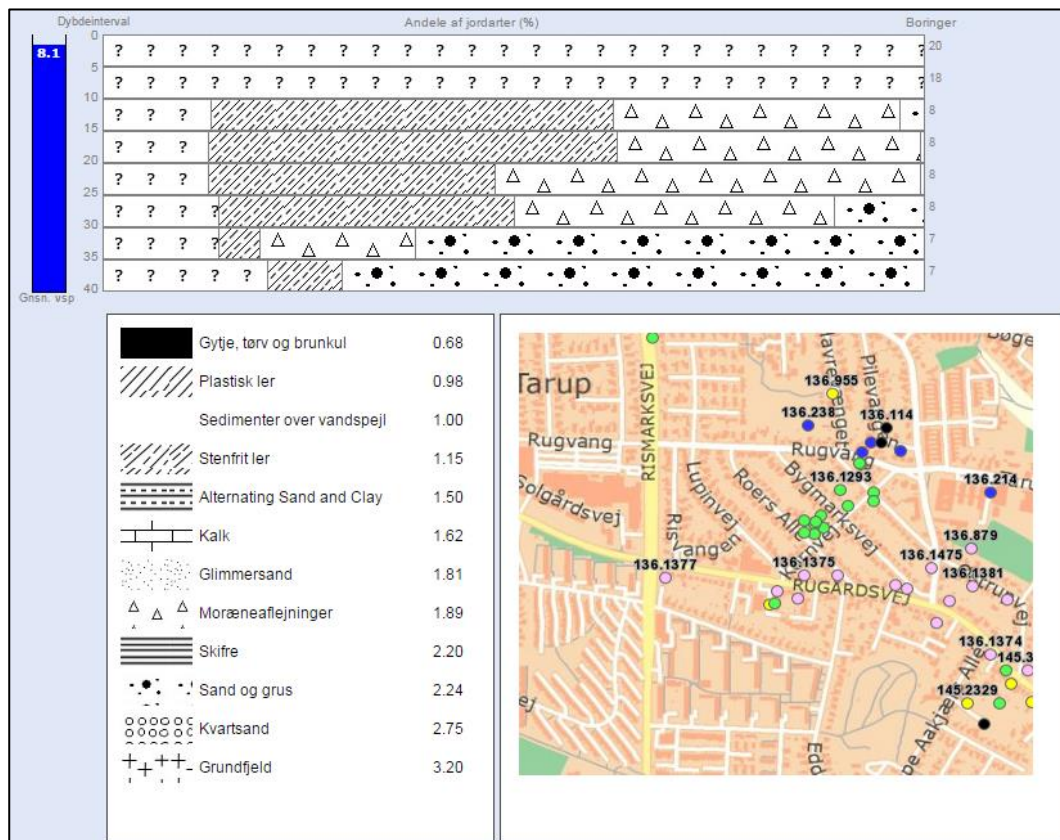 Dybdeinterval
Andele af jordarter (%)
Boringer
8.1
0
5
10
15
20
25
30
35
40
20
18
8
8
8
8
7
7
Gnsn. vsp
? ? ? ? ? ? ? ? ? ? ? ? ? ? ? ? ? ? ? ? ? ? ? ? ? ?
? ? ? ? ? ? ? ? ? ? ? ? ? ? ? ? ? ? ? ? ? ? ? ? ? ?
? ? ?
? ? ?
? ? ?
? ? ? ?
? ? ? ?
? ? ? ? ?
Gytje, tørv og brunkul 0.68
Plastisk ler 0.98
Sedimenter over vandspejl 1.00
Stenfrit ler 1.15
Alternating Sand and Clay 1.50
Kalk 1.62
Glimmersand 1.81
Moræneaflejninger 1.89
Skifre 2.20
Sand og grus 2.24
Kvartsand 2.75
Grundfjeld 3.20
Tarup
RISMARKSVEJ
136.955
136.238
136.114
Rugvang
Rugvang
136.1293
136.214
Solgårdsvej
Lupinvej
Roers Alle
Bygmarksvej
Risvangen
136.879
136.1377
136.1375
136.1475
136.1381
RUGÅRDSVEJ
136.1374
145.3
145.2329